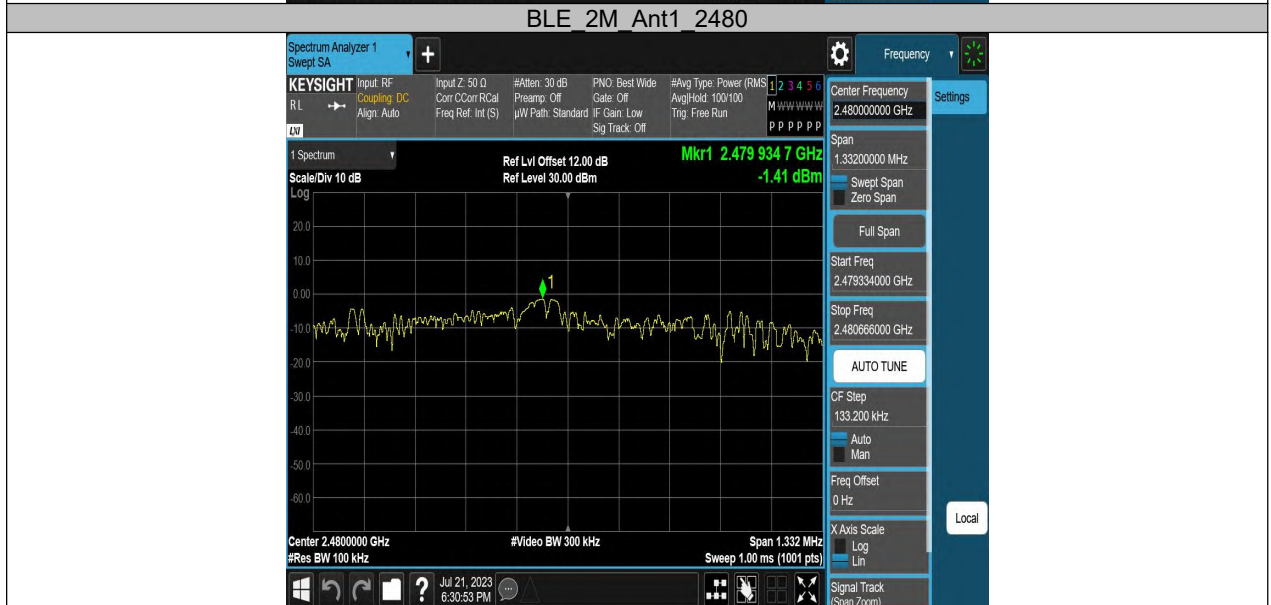 BLE_2M_Ant1_2480
Spectrum Analyzer 1
Swept SA
+
Frequency
KEYSIGHT
Input: RF
Input Z: 50 Ω
#Atten: 30 dB
PNO: Best Wide
#Avg Type: Power (RMS
1 2 3 4 5 6
RL
Coupling: DC
Corr CCorr RCal
Preamp: Off
Gate: Off
Avg|Hold: 100/100
M W W W W W
Align: Auto
Freq Ref: Int (S)
µW Path: Standard
IF Gain: Low
Trig: Free Run
Sig Track: Off
P P P P P P
LXI
1 Spectrum
Ref Lvl Offset 12.00 dB
Mkr1 2.479 934 7 GHz
Scale/Div 10 dB
Ref Level 30.00 dBm
-1.41 dBm
Log
20.0
10.0
0.00
-10.0
-20.0
-30.0
-40.0
-50.0
-60.0
1
Center 2.4800000 GHz
#Video BW 300 kHz
Span 1.332 MHz
#Res BW 100 kHz
Sweep 1.00 ms (1001 pts)
Center Frequency
2.480000000 GHz
Settings
Span
1.33200000 MHz
Swept Span
Zero Span
Full Span
Start Freq
2.479334000 GHz
Stop Freq
2.480666000 GHz
AUTO TUNE
CF Step
133.200 kHz
Auto
Man
Freq Offset
0 Hz
Local
X Axis Scale
Log
Lin
Signal Track
(Span Zoom)
?
Jul 21, 2023
6:30:53 PM